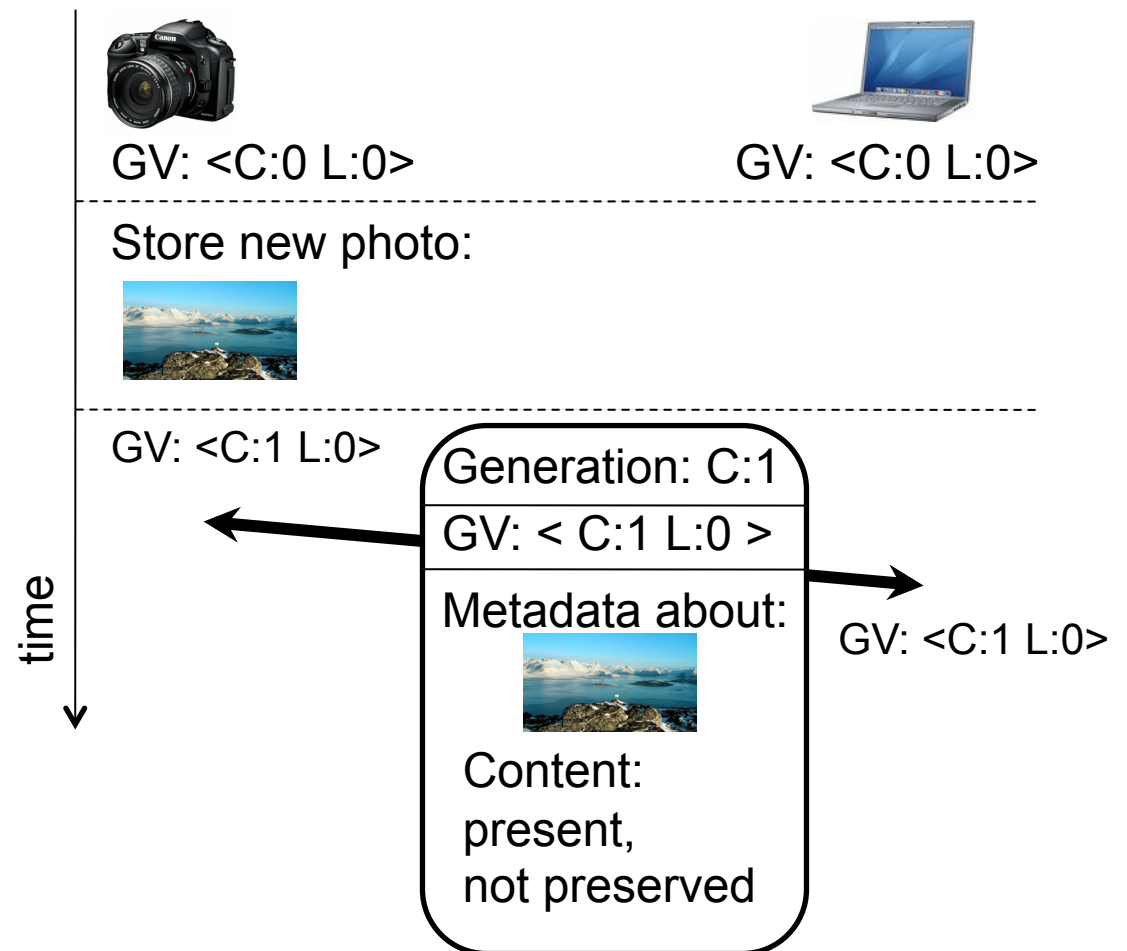 Canon
GV: <C:0 L:0>
GV: <C:0 L:0>
Store new photo:
GV: <C:1 L:0>
Generation: C:1
GV: < C:1 L:0 >
Metadata about:
GV: <C:1 L:0>
time
Content:
present,
not preserved